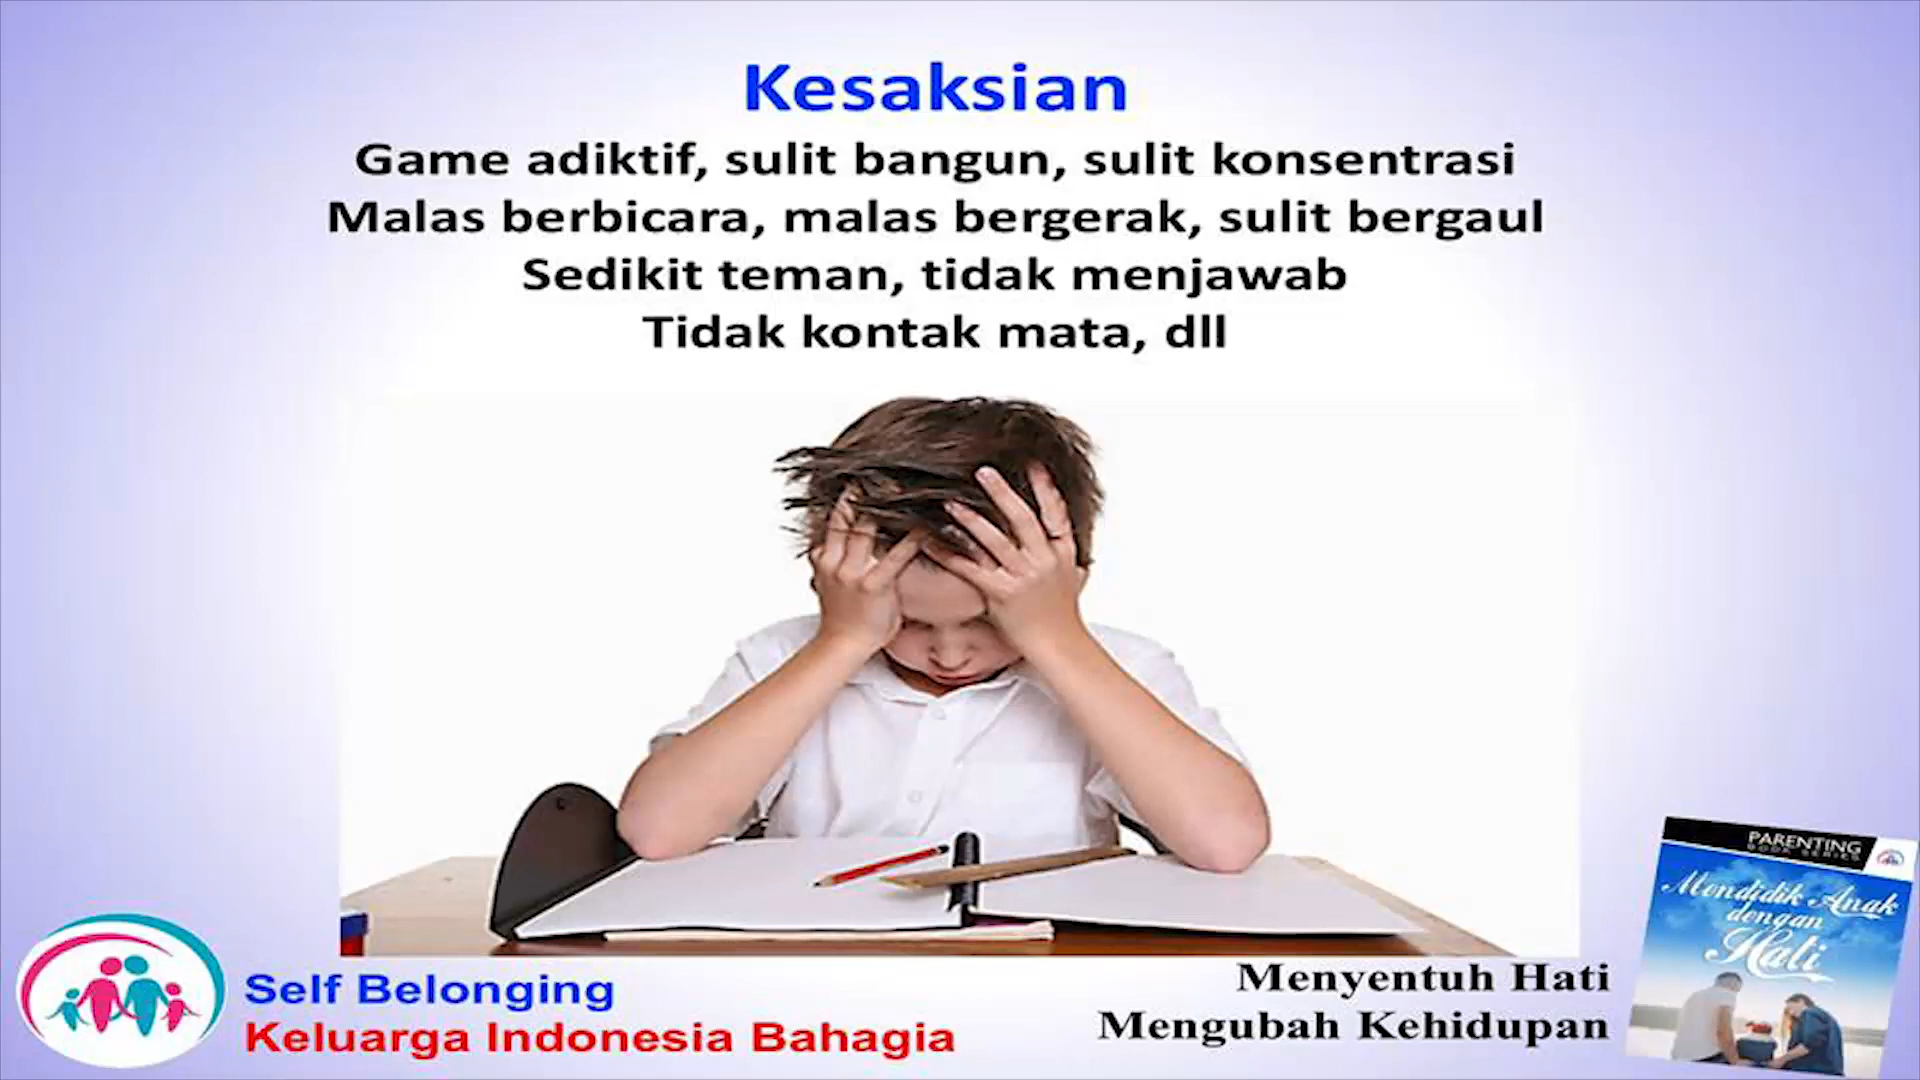 Kesaksian
Game adiktif, sulit bangun, sulit konsentrasi
Malas berbicara, malas bergerak, sulit bergaul
Sedikit teman, tidak menjawab
Tidak kontak mata, dll
PARENTING
BOOK SERIES
Mendidik Anak
dengan
Hati
Self Belonging
Keluarga Indonesia Bahagia
Menyentuh Hati
Mengubah Kehidupan